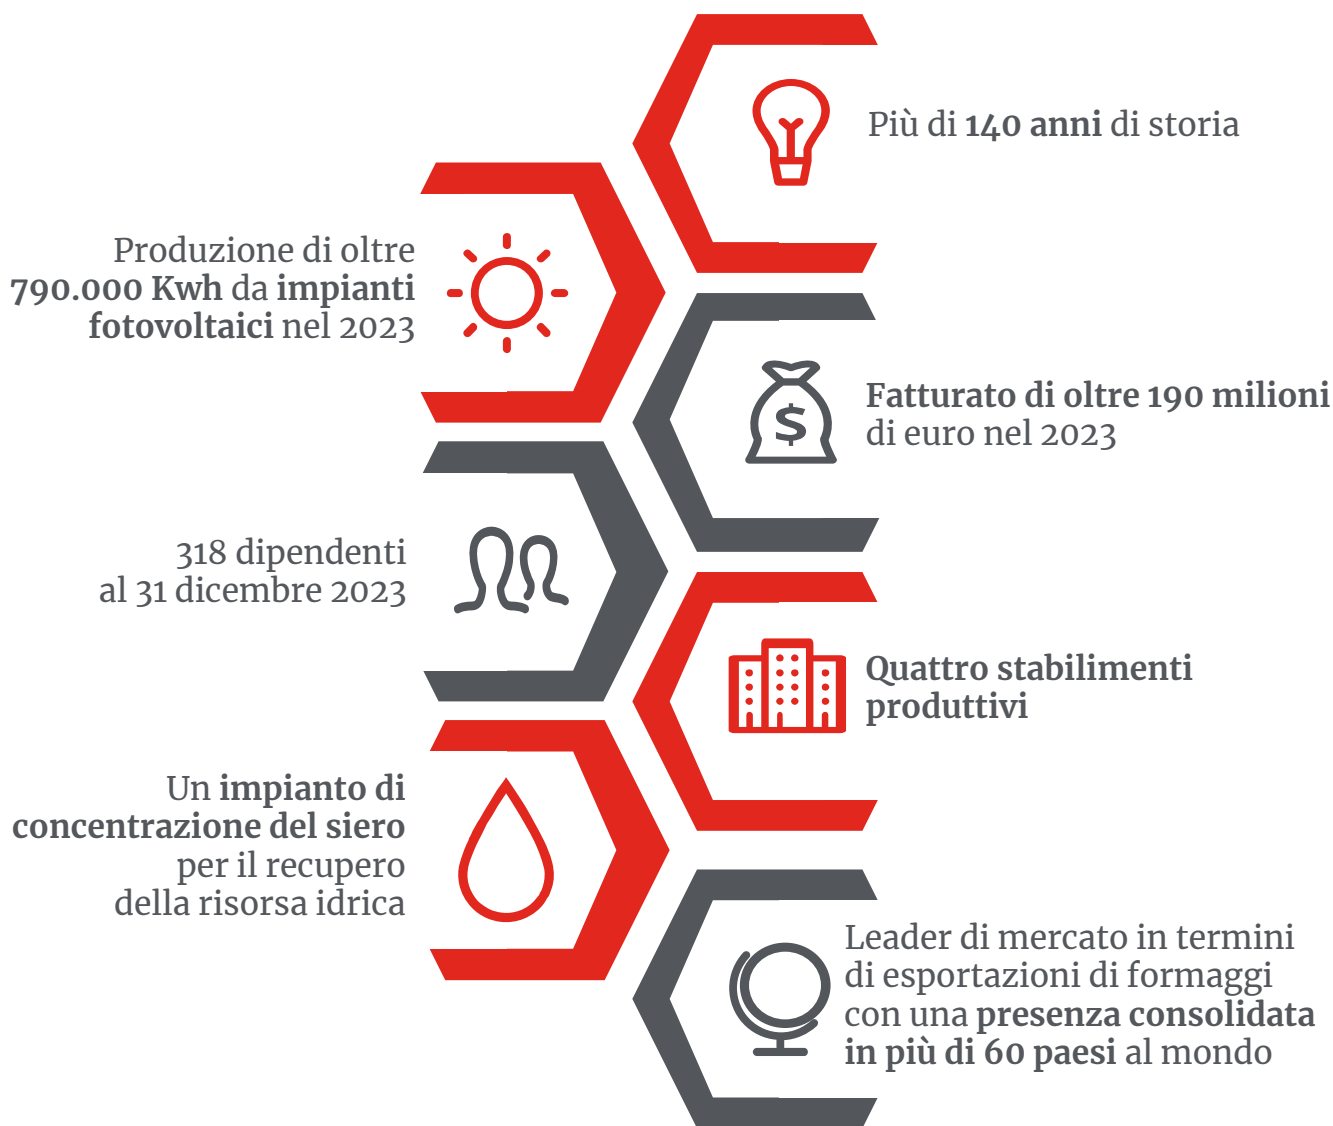 Più di 140 anni di storia
Produzione di oltre
790.000 Kwh da impianti
fotovoltaici nel 2023
Fatturato di oltre 190 milioni
di euro nel 2023
318 dipendenti
al 31 dicembre 2023
Quattro stabilimenti
produttivi
Un impianto di
concentrazione del siero
per il recupero
della risorsa idrica
Leader di mercato in termini
di esportazioni di formaggi
con una presenza consolidata
in più di 60 paesi al mondo
$